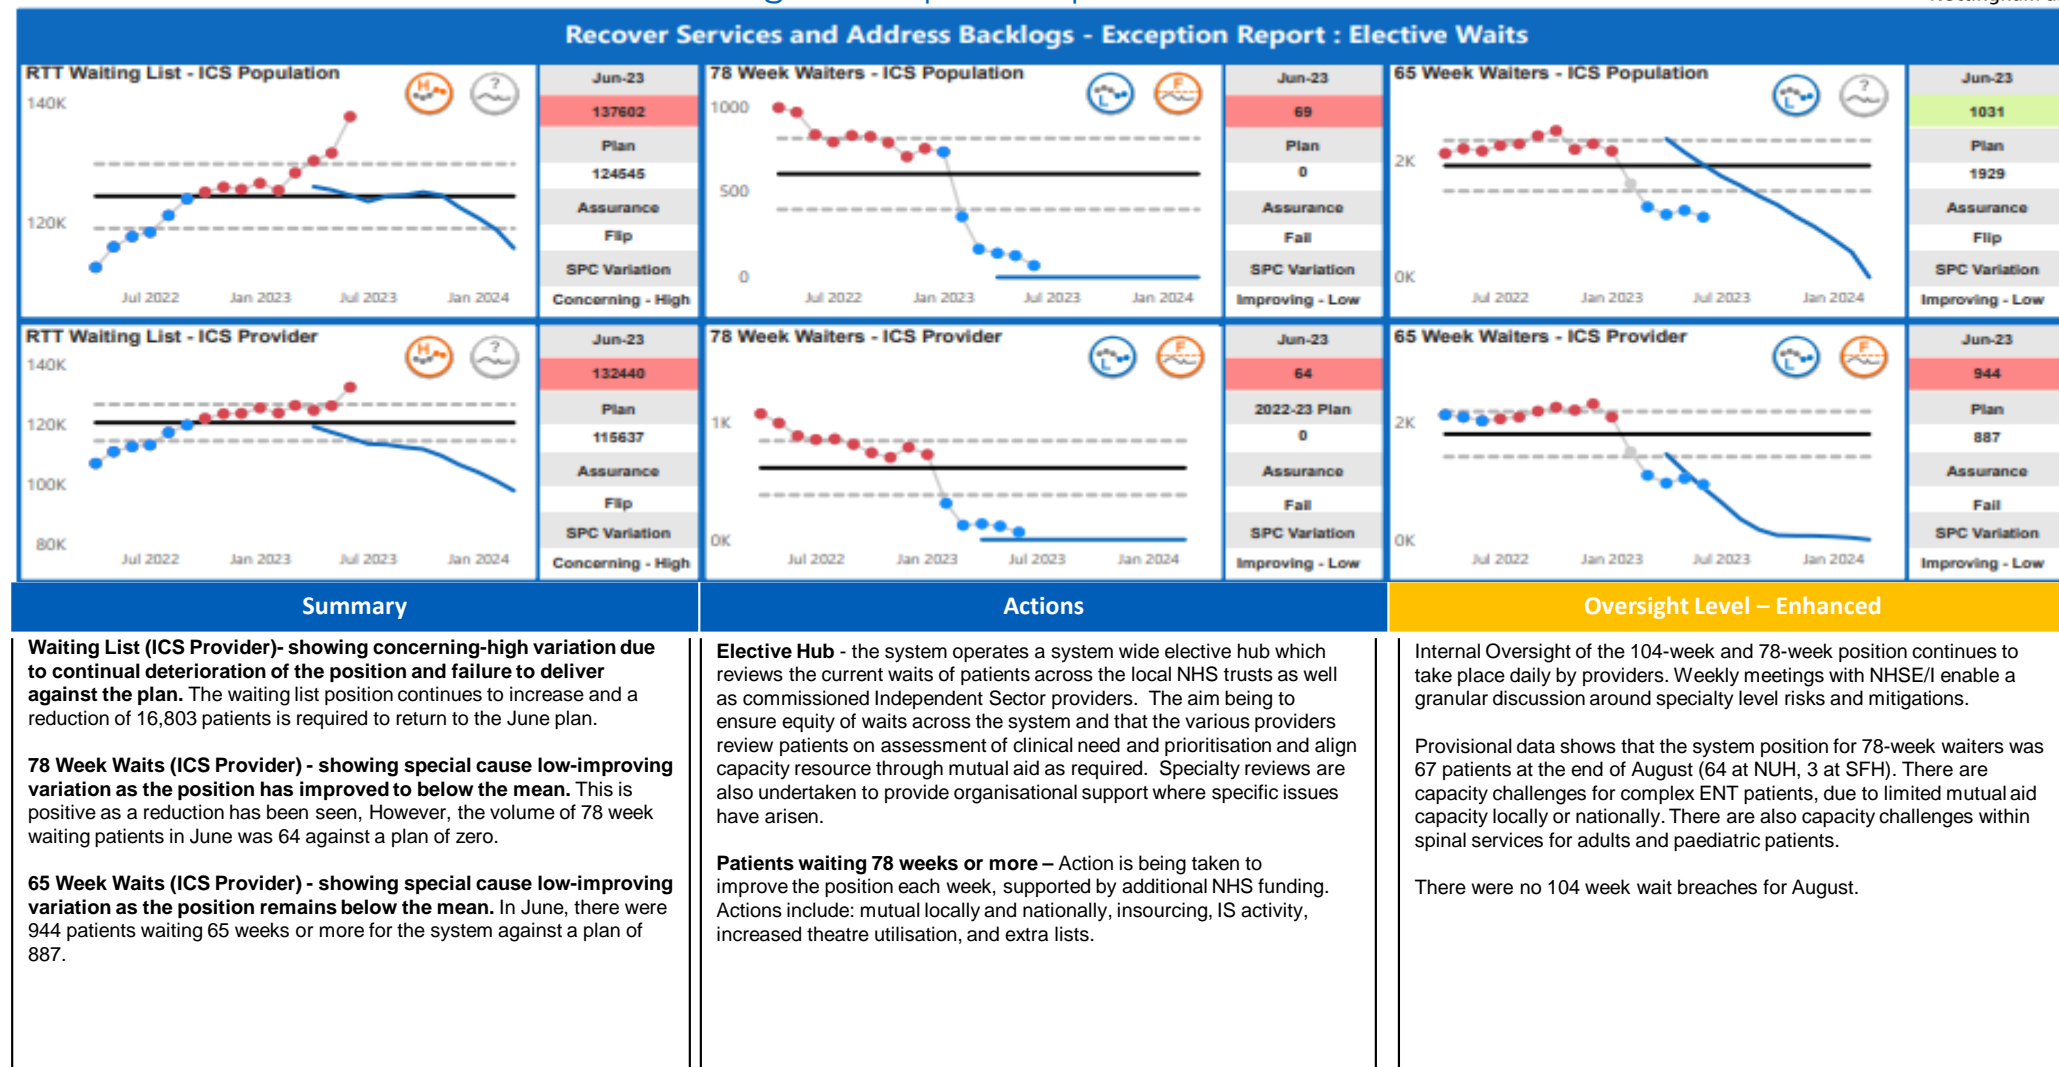 Recover Services and Address Backlogs - Exception Report : Elective Waits
RTT Waiting List - ICS Population
H
?
140K
120K
Jul 2022 Jan 2023 Jul 2023 Jan 2024
Jun-23
137602
Plan
124545
Assurance
Flip
SPC Variation
Concerning - High
78 Week Waiters - ICS Population
L
F
1000
500
0
Jul 2022 Jan 2023 Jul 2023 Jan 2024
Jun-23
69
Plan
0
Assurance
Fail
SPC Variation
Improving - Low
65 Week Waiters - ICS Population
L
?
2K
0K
Jul 2022 Jan 2023 Jul 2023 Jan 2024
Jun-23
1031
Plan
1929
Assurance
Flip
SPC Variation
Improving - Low
RTT Waiting List - ICS Provider
H
?
140K
120K
100K
80K
Jul 2022 Jan 2023 Jul 2023 Jan 2024
Jun-23
132440
Plan
115637
Assurance
Flip
SPC Variation
Concerning - High
78 Week Waiters - ICS Provider
L
F
1K
0K
Jul 2022 Jan 2023 Jul 2023 Jan 2024
Jun-23
64
2022-23 Plan
0
Assurance
Fail
SPC Variation
Improving - Low
65 Week Waiters - ICS Provider
L
F
2K
0K
Jul 2022 Jan 2023 Jul 2023 Jan 2024
Jun-23
944
Plan
887
Assurance
Fail
SPC Variation
Improving - Low
Summary
Waiting List (ICS Provider)- showing concerning-high variation due
to continual deterioration of the position and failure to deliver
against the plan. The waiting list position continues to increase and a
reduction of 16,803 patients is required to return to the June plan.
78 Week Waits (ICS Provider) - showing special cause low-improving
variation as the position has improved to below the mean. This is
positive as a reduction has been seen, However, the volume of 78 week
waiting patients in June was 64 against a plan of zero.
65 Week Waits (ICS Provider) - showing special cause low-improving
variation as the position remains below the mean. In June, there were
944 patients waiting 65 weeks or more for the system against a plan of
887.
Actions
Elective Hub - the system operates a system wide elective hub which
reviews the current waits of patients across the local NHS trusts as well
as commissioned Independent Sector providers. The aim being to
ensure equity of waits across the system and that the various providers
review patients on assessment of clinical need and prioritisation and align
capacity resource through mutual aid as required. Specialty reviews are
also undertaken to provide organisational support where specific issues
have arisen.
Patients waiting 78 weeks or more – Action is being taken to
improve the position each week, supported by additional NHS funding.
Actions include: mutual locally and nationally, insourcing, IS activity,
increased theatre utilisation, and extra lists.
Oversight Level – Enhanced
Internal Oversight of the 104-week and 78-week position continues to
take place daily by providers. Weekly meetings with NHSE/I enable a
granular discussion around specialty level risks and mitigations.
Provisional data shows that the system position for 78-week waiters was
67 patients at the end of August (64 at NUH, 3 at SFH). There are
capacity challenges for complex ENT patients, due to limited mutual aid
capacity locally or nationally. There are also capacity challenges within
spinal services for adults and paediatric patients.
There were no 104 week wait breaches for August.